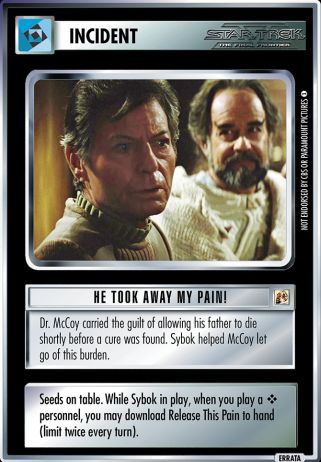 INCIDENT
STAR TREK
THE FINAL FRONTIER
NOT ENDORSED BY CBS OR PARAMOUNT PICTURES
HE TOOK AWAY MY PAIN!
Dr. McCoy carried the guilt of allowing his father to die
shortly before a cure was found. Sybok helped McCoy let
go of this burden.
Seeds on table. While Sybok in play, when you play a ❖
personnel, you may download Release This Pain to hand
(limit twice every turn).
ERRATA